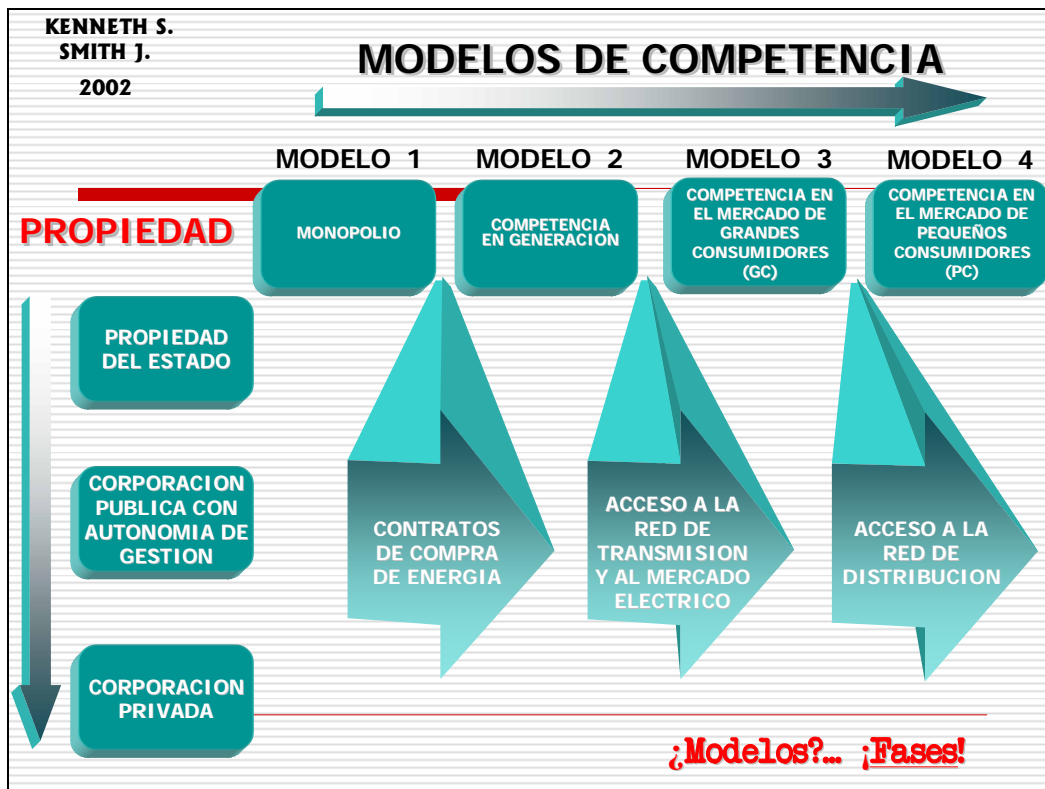 KENNETH S.
SMITH J.
2002
MODELOS DE COMPETENCIA
MODELO 1
MODELO 2
MODELO 3
MODELO 4
PROPIEDAD
MONOPOLIO
COMPETENCIA
EN GENERACION
COMPETENCIA EN
EL MERCADO DE
GRANDES
CONSUMIDORES
(GC)
COMPETENCIA EN
EL MERCADO DE
PEQUEÑOS
CONSUMIDORES
(PC)
PROPIEDAD
DEL ESTADO
CORPORACION
PUBLICA CON
AUTONOMIA DE
GESTION
CORPORACION
PRIVADA
CONTRATOS
DE COMPRA
DE ENERGIA
ACCESO A LA
RED DE
TRANSMISION
Y AL MERCADO
ELECTRICO
ACCESO A LA
RED DE
DISTRIBUCION
¿Modelos?... ¡Fases!